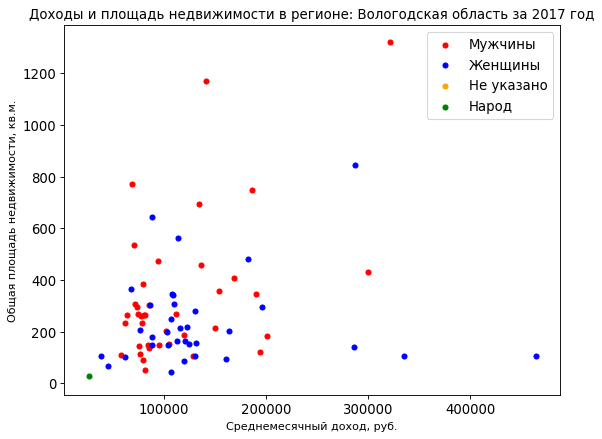 Доходы и площадь недвижимости в регионе: Вологодская область за 2017 год
Мужчины
Женщины
Не указано
Народ
Общая площадь недвижимости, кв.м.
1200
1000
800
600
400
200
0
100000 200000 300000 400000
Среднемесячный доход, руб.